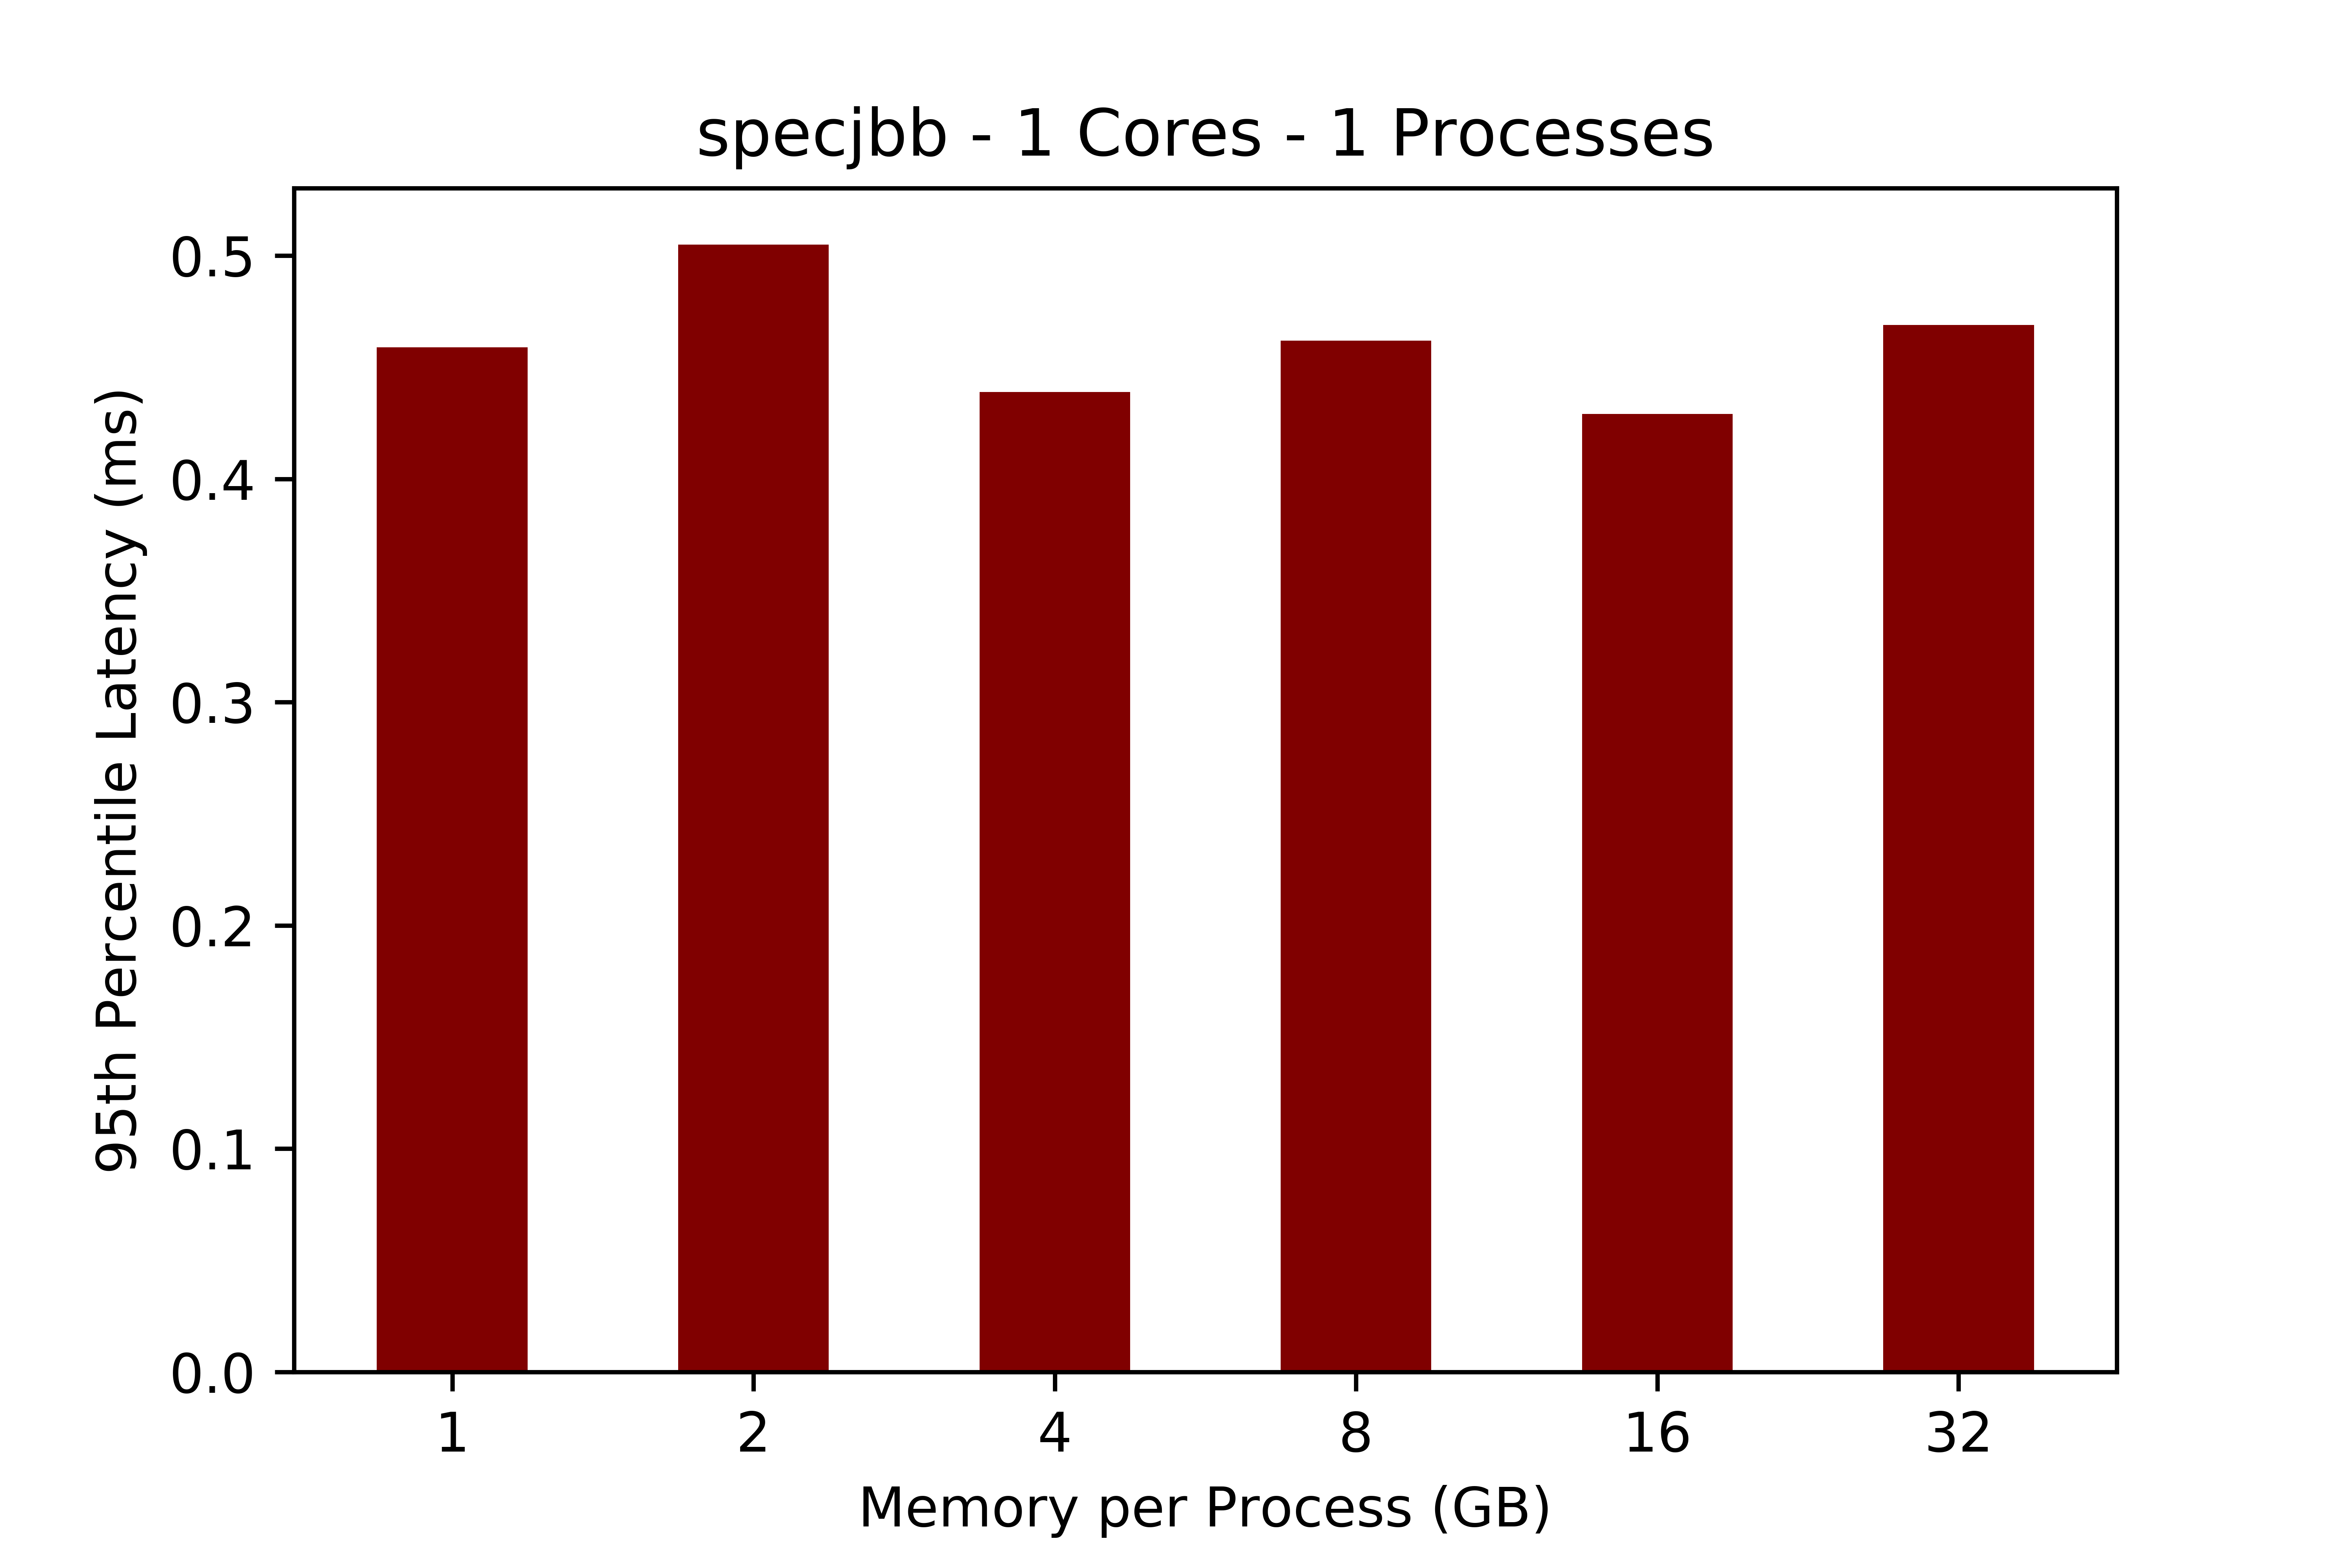 specjbb - 1 Cores - 1 Processes
95th Percentile Latency (ms)
0.5
0.4
0.3
0.2
0.1
0.0
1 2 4 8 16 32
Memory per Process (GB)